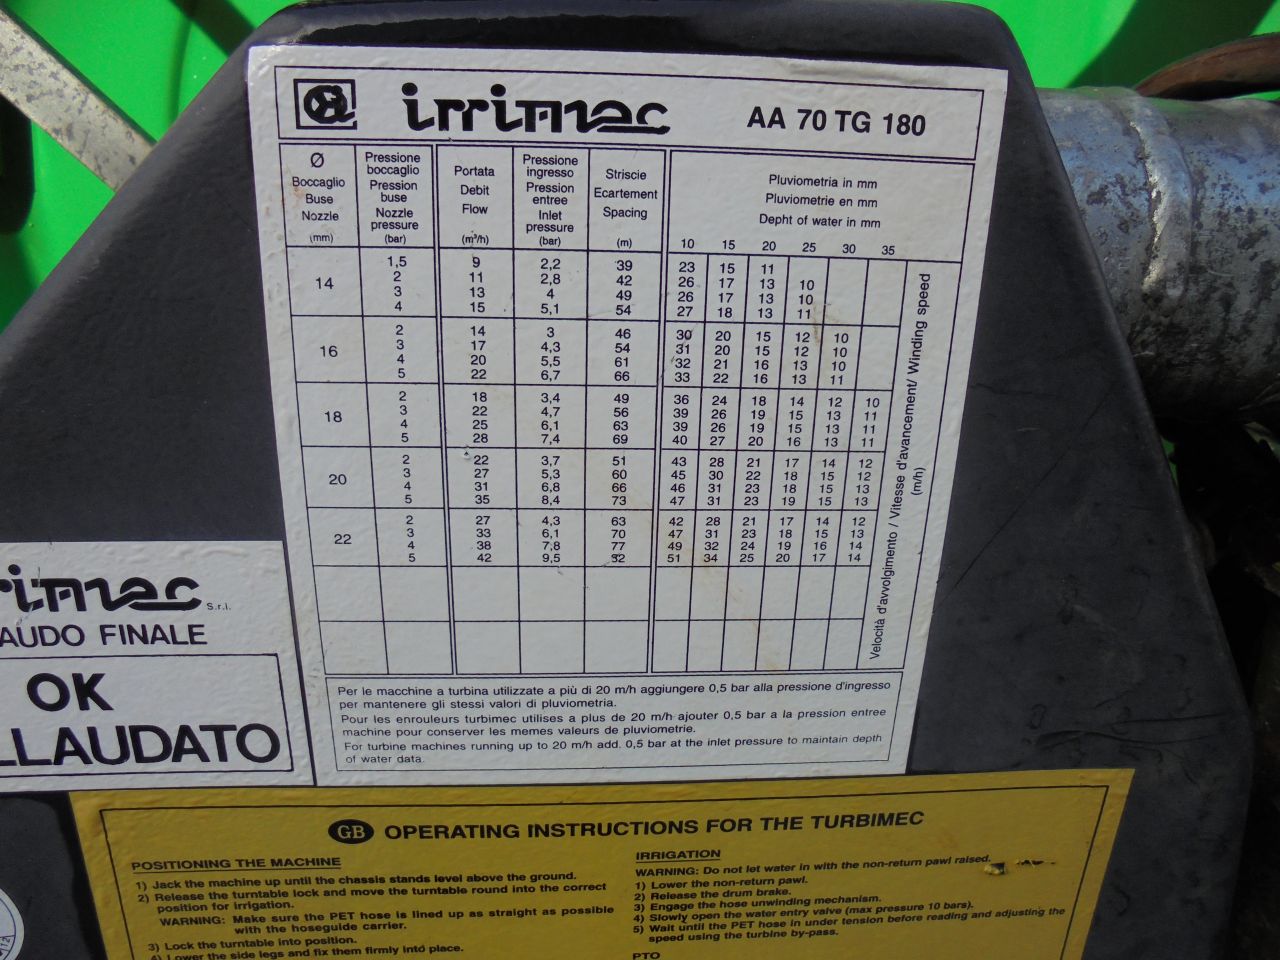 irrimec AA 70 TG 180
Ø Boccaglio Buse Nozzle (mm)
Pressione boccaglio Pression buse Nozzle pressure (bar)
Portata Debit Flow (m³/h)
Pressione ingresso Pression entree Inlet pressure (bar)
Striscie Ecartement Spacing (m)
Pluviometria in mm
Pluviometrie en mm
Depht of water in mm
10 15 20 25 30 35
14
1,5 9 2,2 39 23 15 11
2 11 2,8 42 26 17 13 10
3 13 4 49 26 17 13 10
4 15 5,1 54 27 18 13 11
16
2 14 3 46 30 20 15 12 10
3 17 4,3 54 31 20 15 12 10
4 20 5,5 61 32 21 16 13 10
5 22 6,7 66 33 22 16 13 11
18
2 18 3,4 49 36 24 18 14 12 10
3 22 4,7 56 39 26 19 15 13 11
4 25 6,1 63 39 26 19 15 13 11
5 28 7,4 69 40 27 20 16 13 11
20
2 22 3,7 51 43 28 21 17 14 12
3 27 5,3 60 45 30 22 18 15 12
4 31 6,8 66 46 31 23 18 15 13
5 35 8,4 73 47 31 23 19 15 13
22
2 27 4,3 63 42 28 21 17 14 12
3 33 6,1 70 47 31 23 18 15 13
4 38 7,8 77 49 32 24 19 16 14
5 42 9,5 32 51 34 25 20 17 14
Velocità d'avvolgimento / Vitesse d'avancement/ Winding speed
(m/h)
Per le macchine a turbina utilizzate a più di 20 m/h aggiungere 0,5 bar alla pressione d'ingresso
per mantenere gli stessi valori di pluviometria.
Pour les enrouleurs turbimec utilises a plus de 20 m/h ajouter 0,5 bar a la pression entree
machine pour conserver les memes valeurs de pluviometrie.
For turbine machines running up to 20 m/h add. 0,5 bar at the inlet pressure to maintain depth
of water data.
rimec S.r.l.
AUDO FINALE
OK
LLAUDATO
GB OPERATING INSTRUCTIONS FOR THE TURBIMEC
POSITIONING THE MACHINE
1) Jack the machine up until the chassis stands level above the ground.
2) Release the turntable lock and move the turntable round into the correct
position for irrigation.
WARNING: Make sure the PET hose is lined up as straight as possible
with the hoseguide carrier.
3) Lock the turntable into position.
4) Lower the side legs and fix them firmly into place.
IRRIGATION
WARNING: Do not let water in with the non-return pawl raised.
1) Lower the non-return pawl.
2) Release the drum brake.
3) Engage the hose unwinding mechanism.
4) Slowly open the water entry valve (max pressure 10 bars).
5) Wait until the PET hose in under tension before reading and adjusting the
speed using the turbine by-pass.
PTO